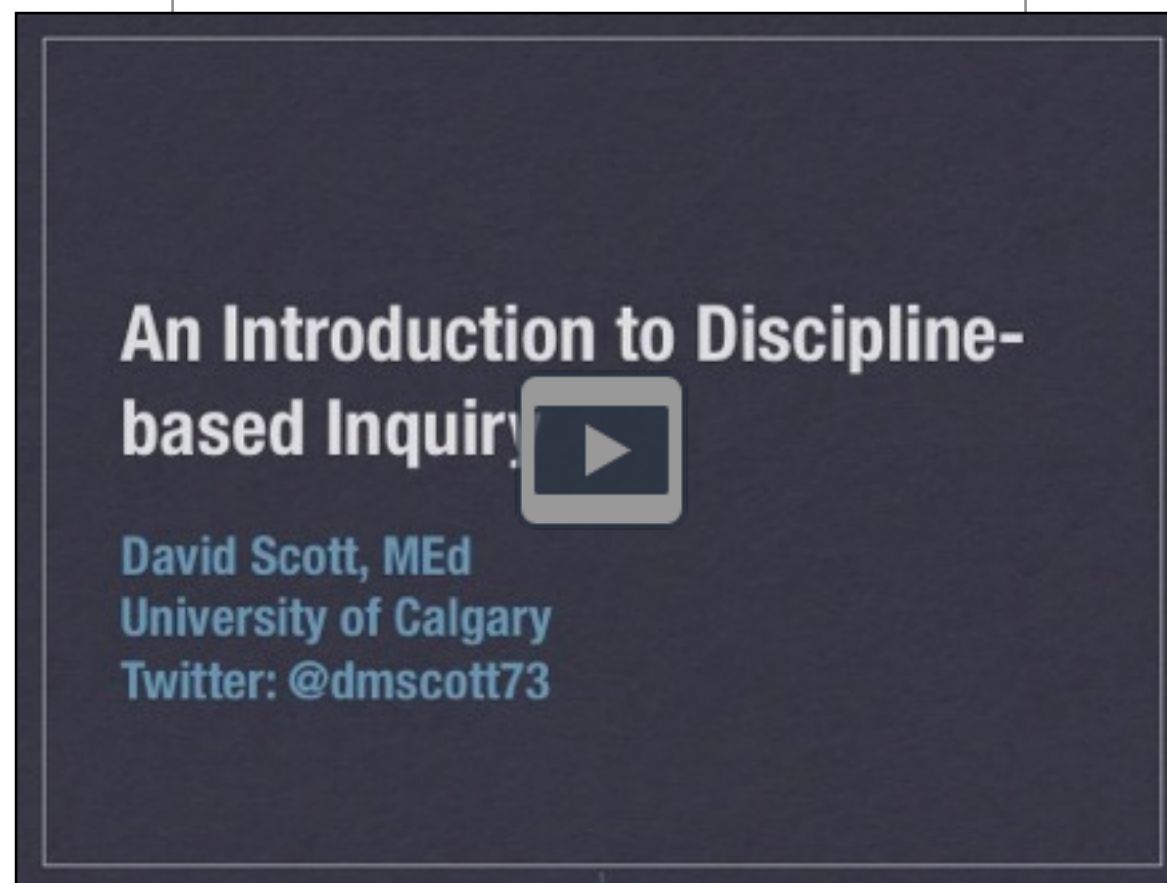 An Introduction to Discipline-
based Inquiry
David Scott, MEd
University of Calgary
Twitter: @dmscott73